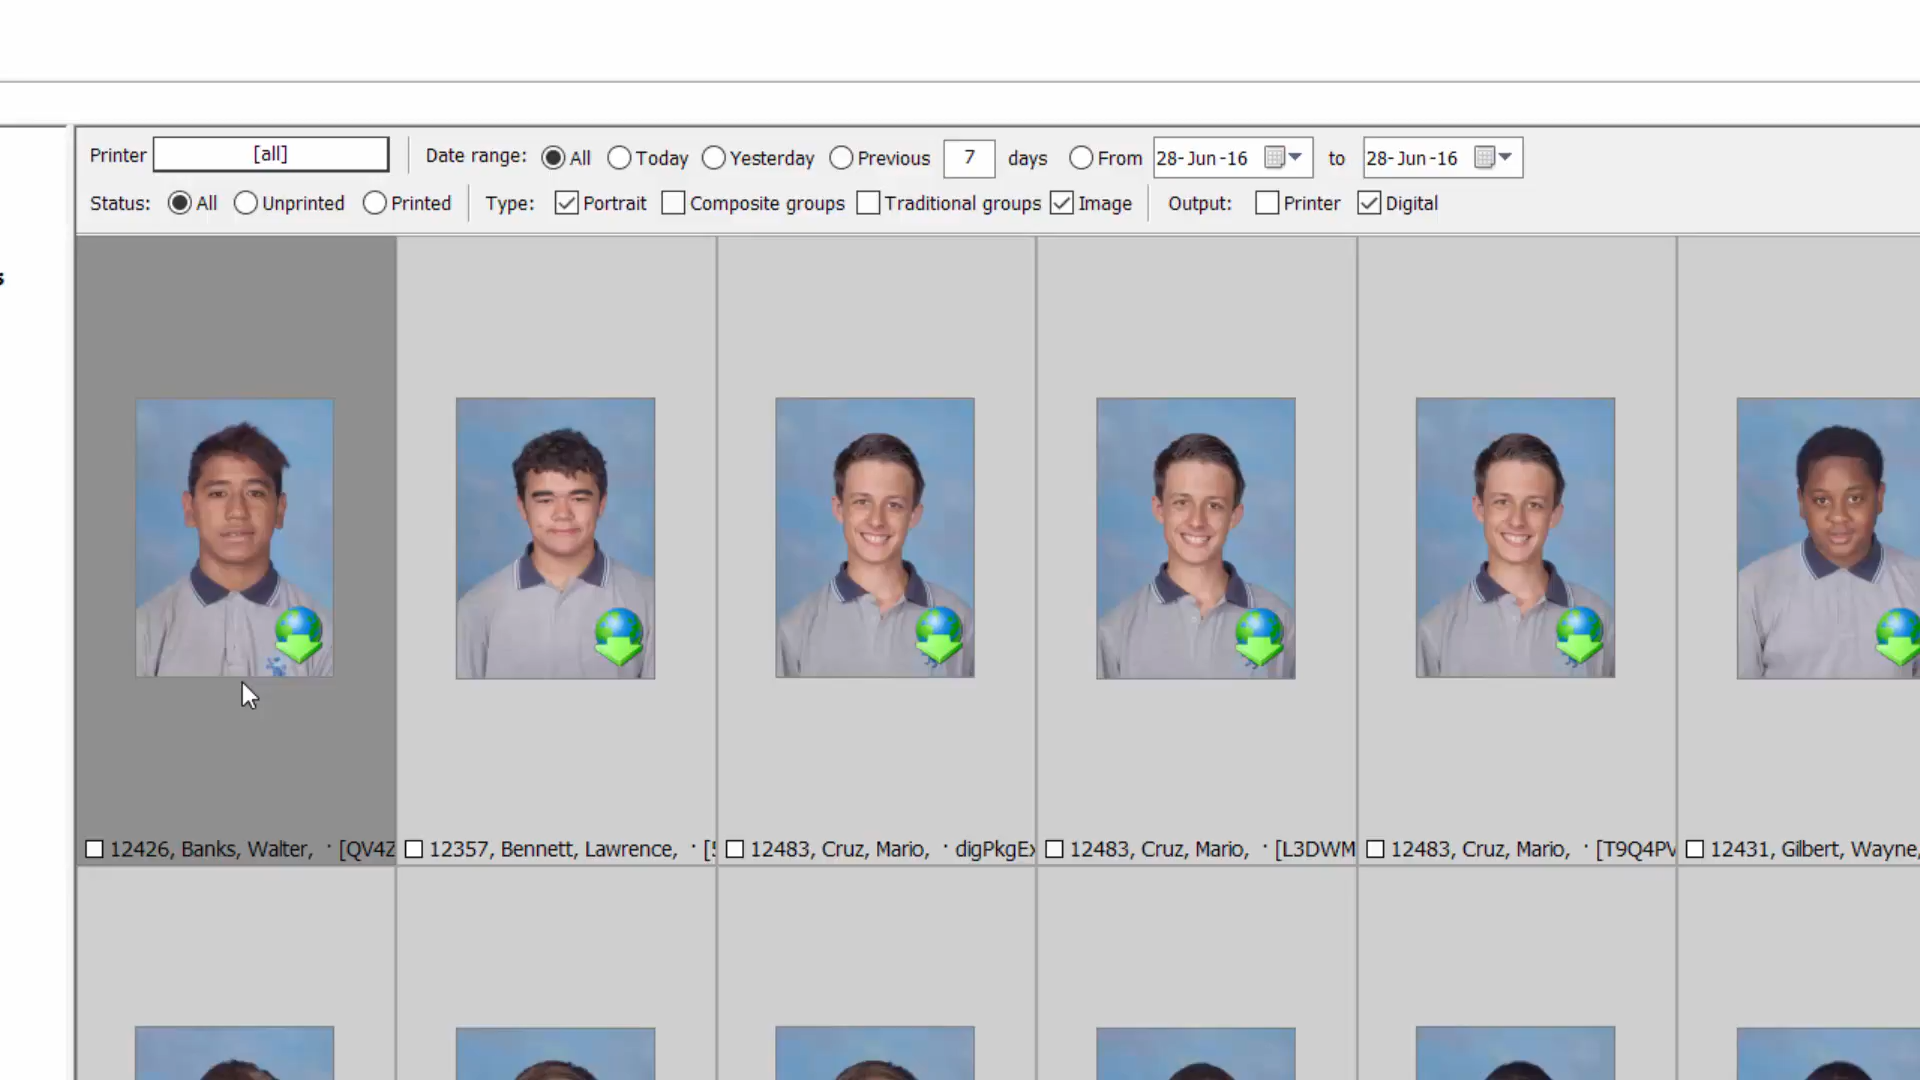 Printer [all] Date range: All Today Yesterday Previous 7 days From 28-Jun-16 to 28-Jun-16
Status: All Unprinted Printed Type: Portrait Composite groups Traditional groups Image Output: Printer Digital
s
12426, Banks, Walter, · [QV4Z 12357, Bennett, Lawrence, · [ 12483, Cruz, Mario, · digPkgEx 12483, Cruz, Mario, · [L3DWM 12483, Cruz, Mario, · [T9Q4PV 12431, Gilbert, Wayne,